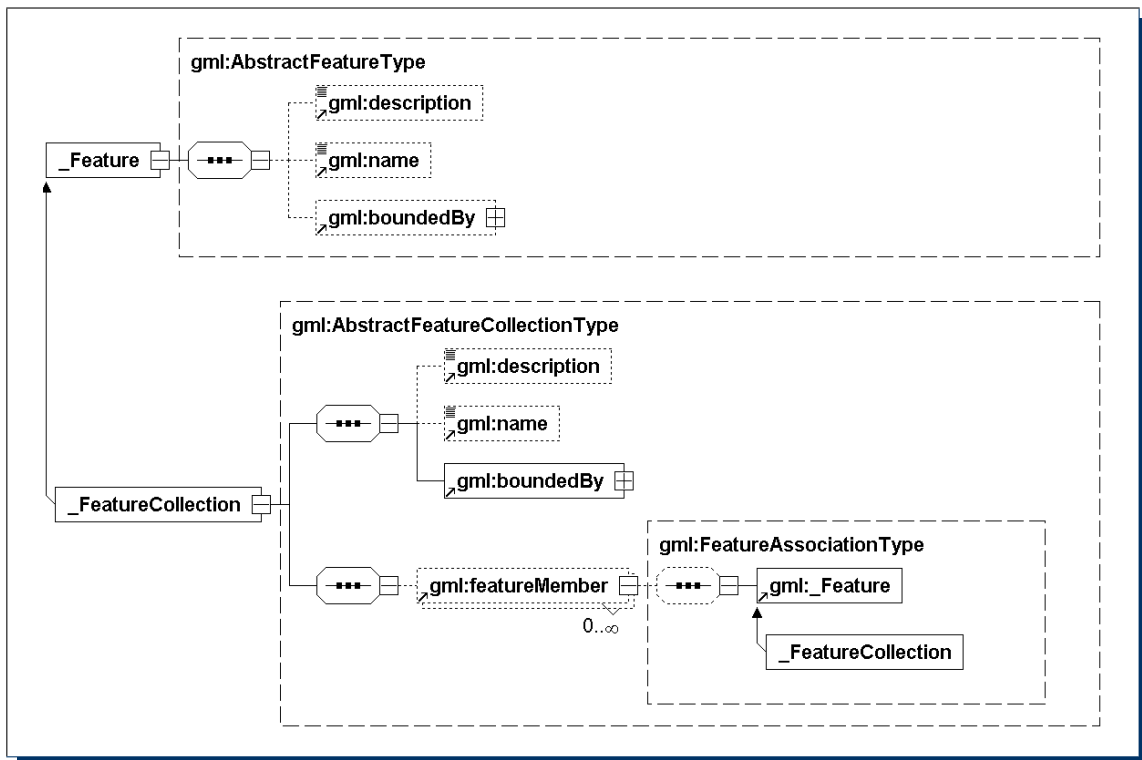 gml:AbstractFeatureType
gml:description
_Feature
gml:name
gml:boundedBy
gml:AbstractFeatureCollectionType
gml:description
gml:name
gml:boundedBy
_FeatureCollection
gml:FeatureAssociationType
gml:featureMember
gml:_Feature
0..∞
_FeatureCollection